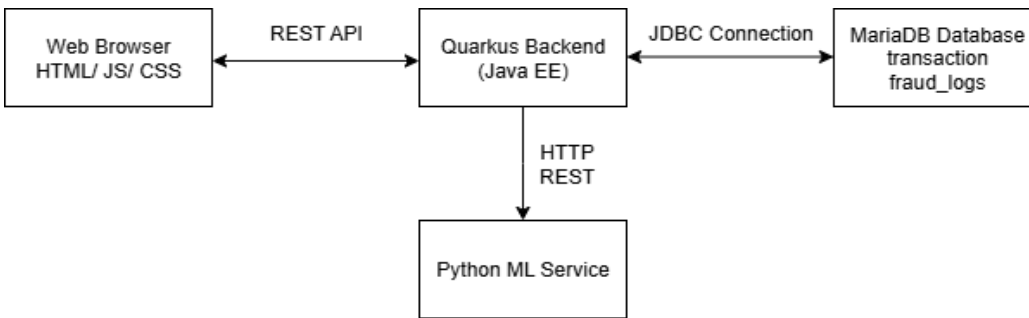 Web Browser
HTML/ JS/ CSS
REST API
Quarkus Backend
(Java EE)
JDBC Connection
MariaDB Database
transaction
fraud_logs
HTTP
REST
Python ML Service